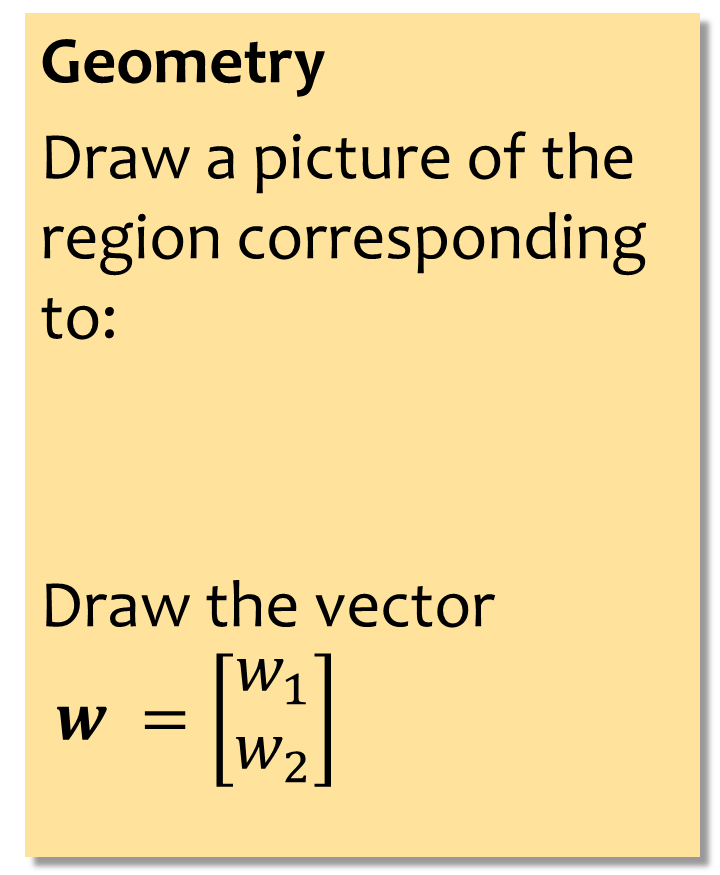 Geometry
Draw a picture of the
region corresponding
to:
Draw the vector
w = [w₁
w₂]